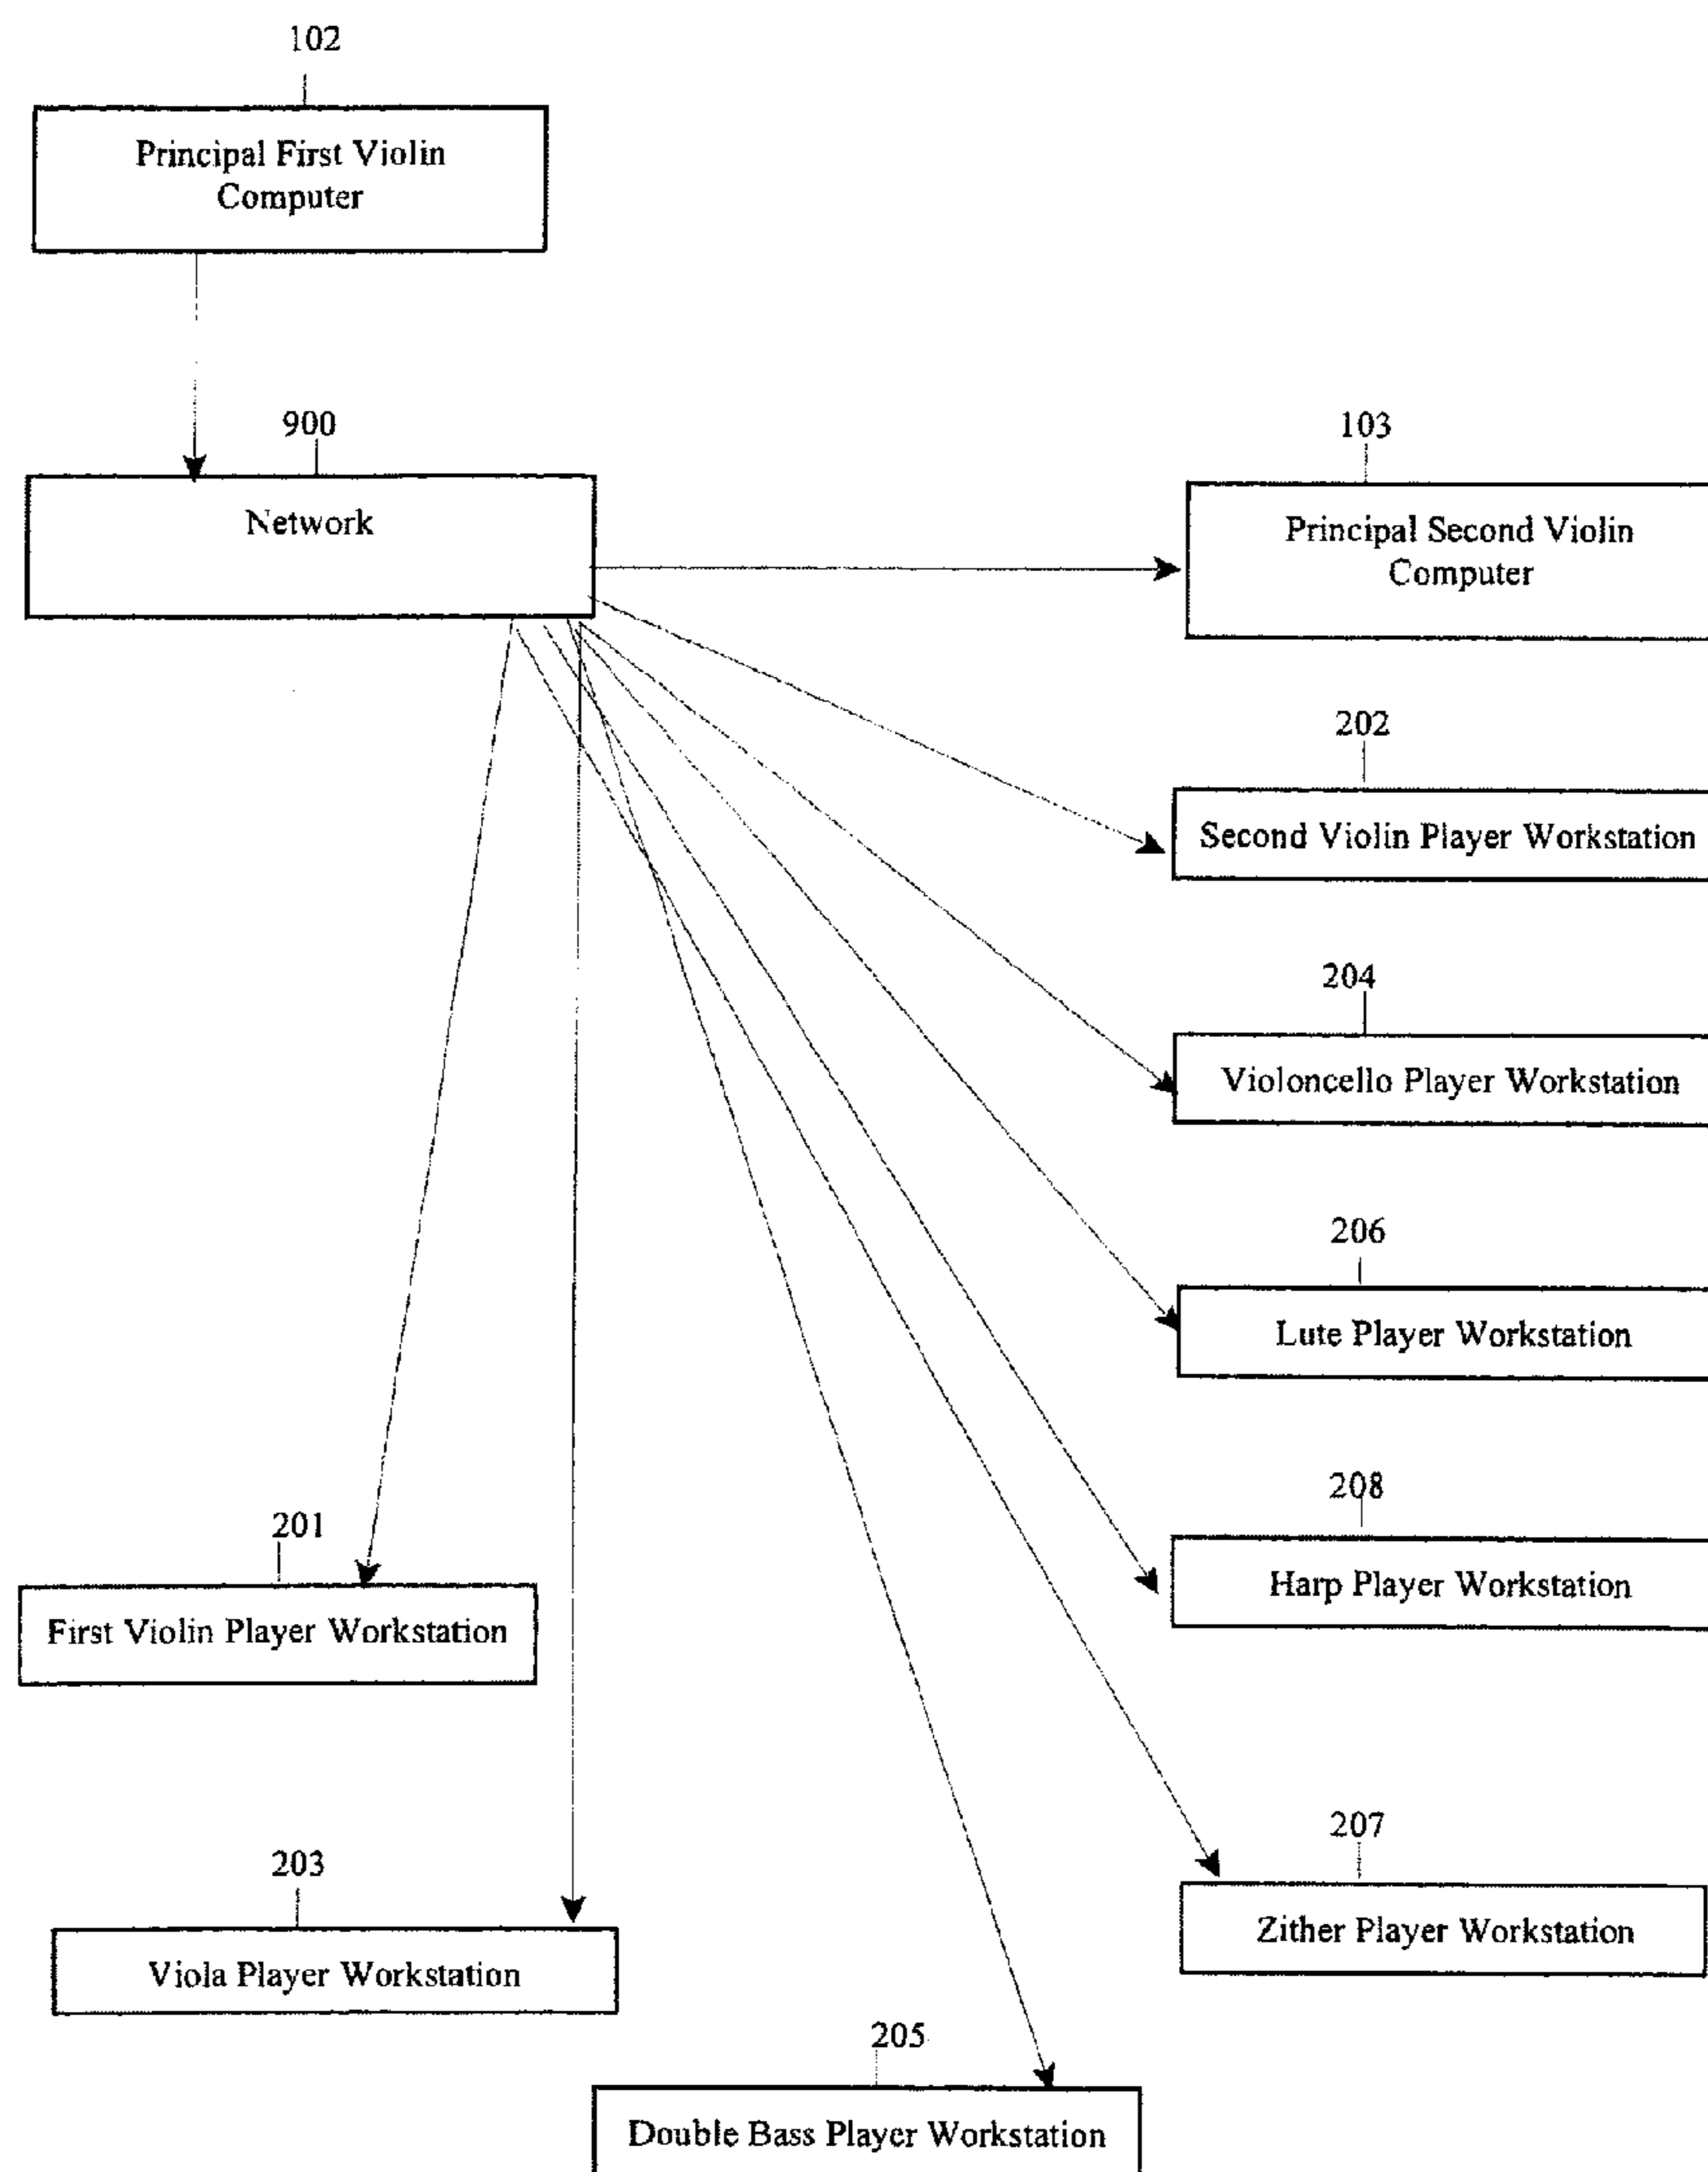 102
Principal First Violin
Computer
900
Network
103
Principal Second Violin
Computer
202
Second Violin Player Workstation
204
Violoncello Player Workstation
206
Lute Player Workstation
208
Harp Player Workstation
201
First Violin Player Workstation
207
Zither Player Workstation
203
Viola Player Workstation
205
Double Bass Player Workstation